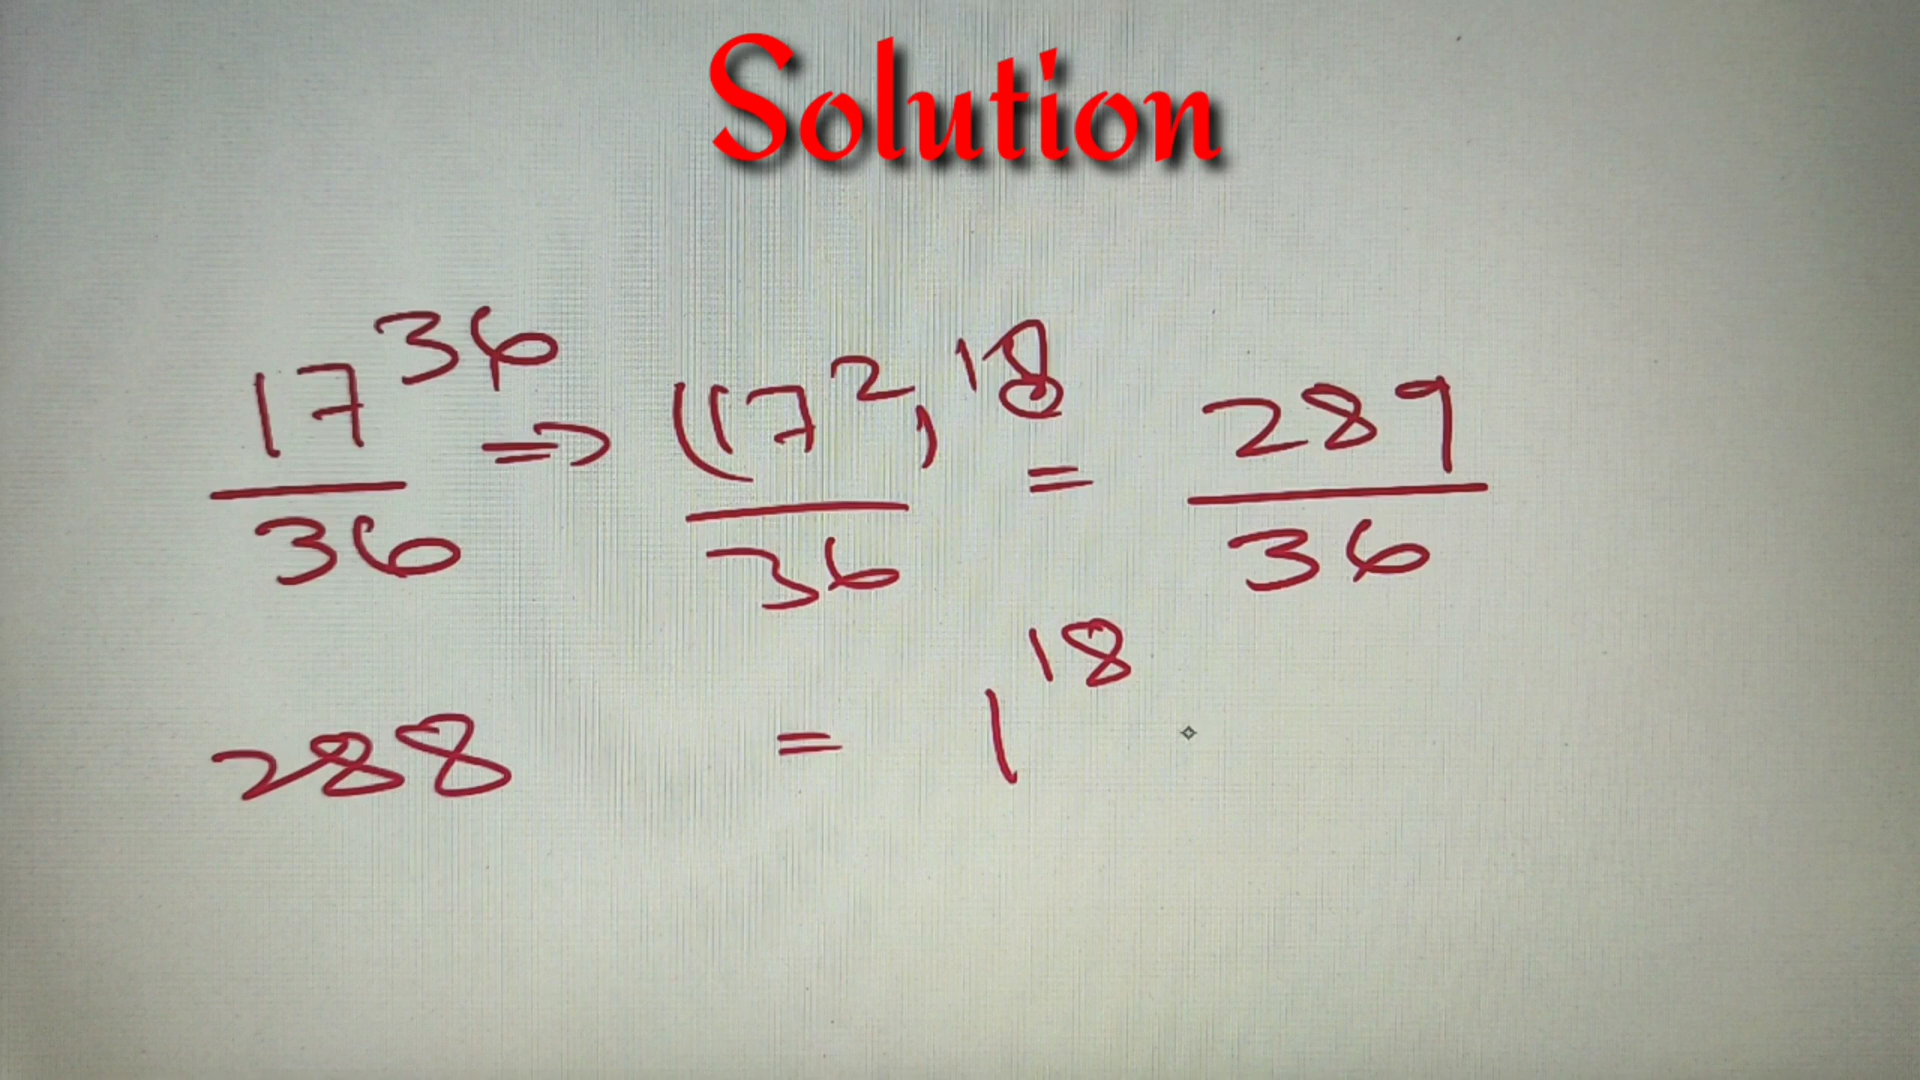 Solution
17^36/36 ⇒ (17^2)^18/36 = 289/36
288 = 1^18